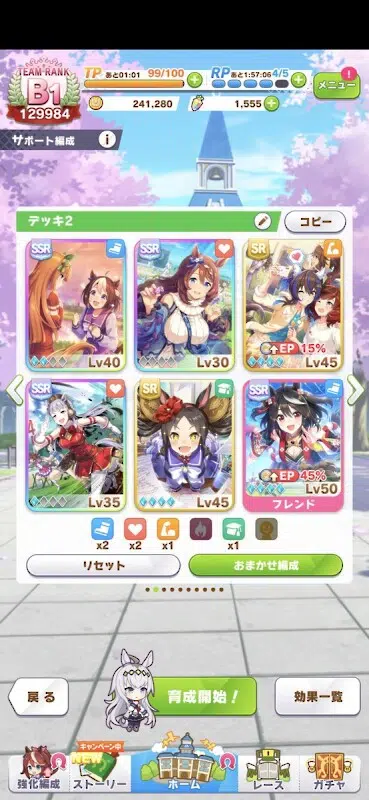 TEAM RANK
B1
129984
TP あと01:01 99/100
RP あと1:57:06 4/5
メニュー
241,280
1,555
サポート編成
i
デッキ2
コピー
SSR
SSR
SR
Lv40
Lv30
EP 15%
Lv45
SSR
SR
SSR
Lv35
Lv45
EP 45%
Lv50
フレンド
x2 x2 x1 x1
リセット
おまかせ編成
戻る
育成開始!
効果一覧
キャンペーン中
NEW
強化編成
ストーリー
ホーム
レース
ガチャ